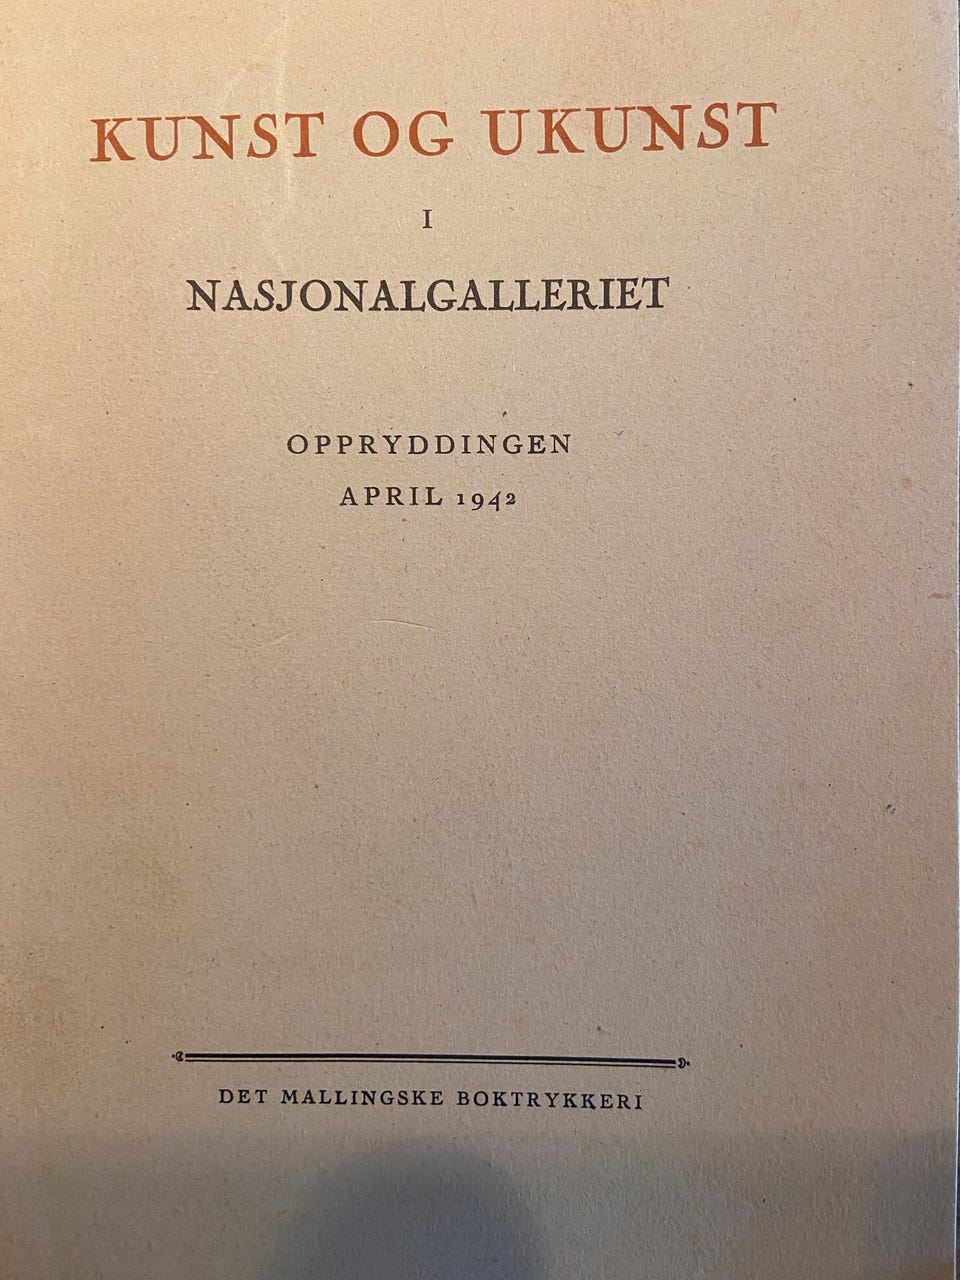 KUNST OG UKUNST
I
NASJONALGALLERIET
OPPRYDDINGEN
APRIL 1942
DET MALLINGSKE BOKTRYKKERI